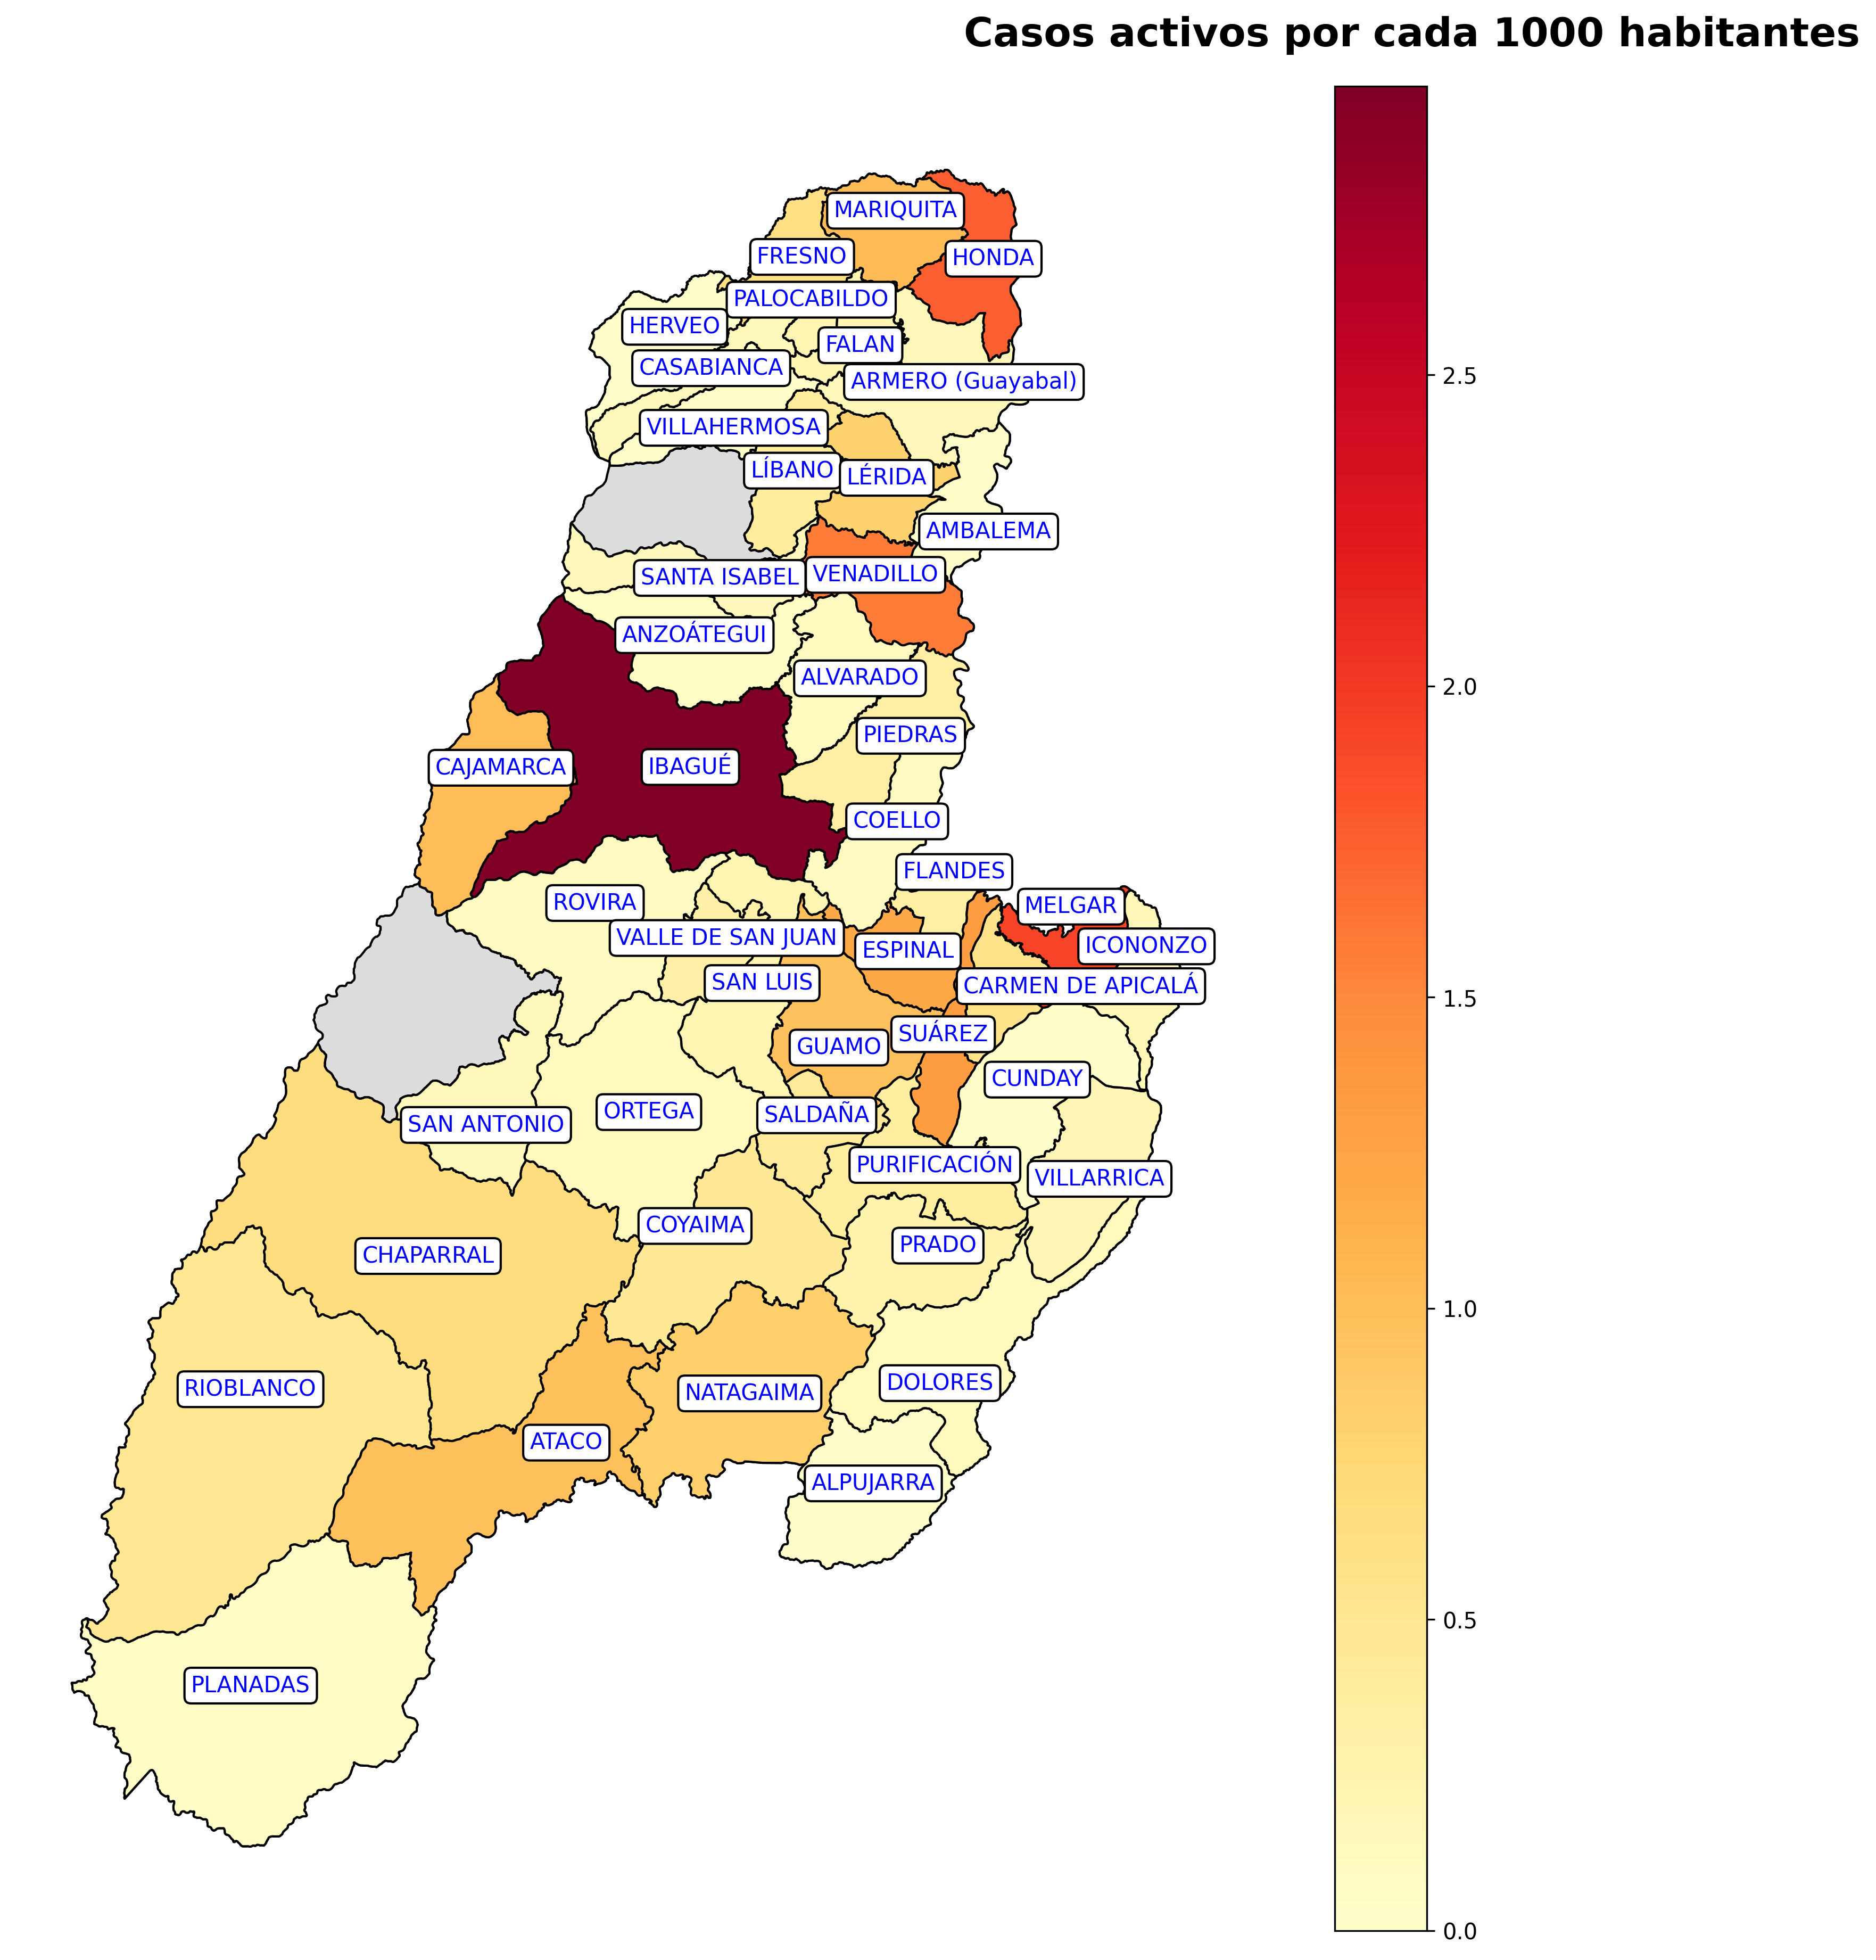 Casos activos por cada 1000 habitantes
MARIQUITA
FRESNO
HONDA
PALOCABILDO
HERVEO
FALAN
CASABIANCA
ARMERO (Guayabal)
VILLAHERMOSA
LÍBANO
LÉRIDA
AMBALEMA
SANTA ISABEL
VENADILLO
ANZOÁTEGUI
ALVARADO
PIEDRAS
CAJAMARCA
IBAGUÉ
COELLO
FLANDES
ROVIRA
MELGAR
VALLE DE SAN JUAN
ESPINAL
ICONONZO
SAN LUIS
CARMEN DE APICALÁ
GUAMO
SUÁREZ
CUNDAY
ORTEGA
SALDAÑA
SAN ANTONIO
PURIFICACIÓN
VILLARRICA
COYAIMA
PRADO
CHAPARRAL
RIOBLANCO
NATAGAIMA
DOLORES
ATACO
ALPUJARRA
PLANADAS
2.5
2.0
1.5
1.0
0.5
0.0